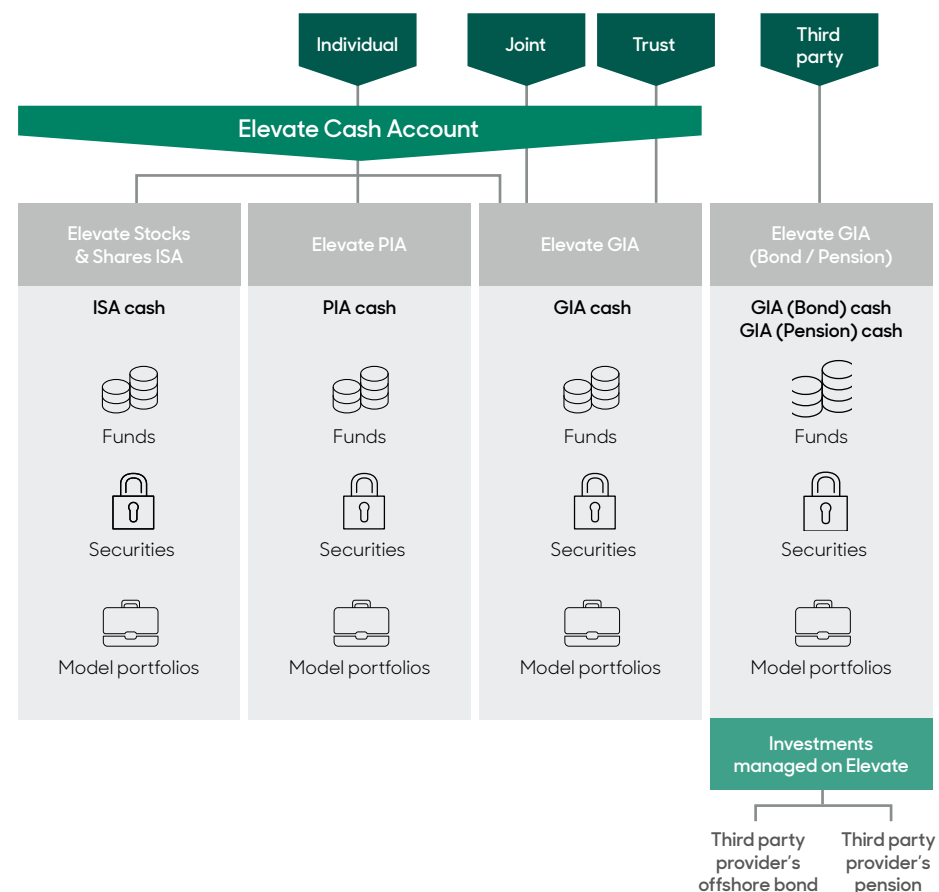 Individual
Joint
Trust
Third
party
Elevate Cash Account
Elevate Stocks
& Shares ISA
Elevate PIA
Elevate GIA
Elevate GIA
(Bond / Pension)
ISA cash
PIA cash
GIA cash
GIA (Bond) cash
GIA (Pension) cash
Funds
Funds
Funds
Funds
Securities
Securities
Securities
Securities
Model portfolios
Model portfolios
Model portfolios
Model portfolios
Investments
managed on Elevate
Third party
provider's
offshore bond
Third party
provider's
pension